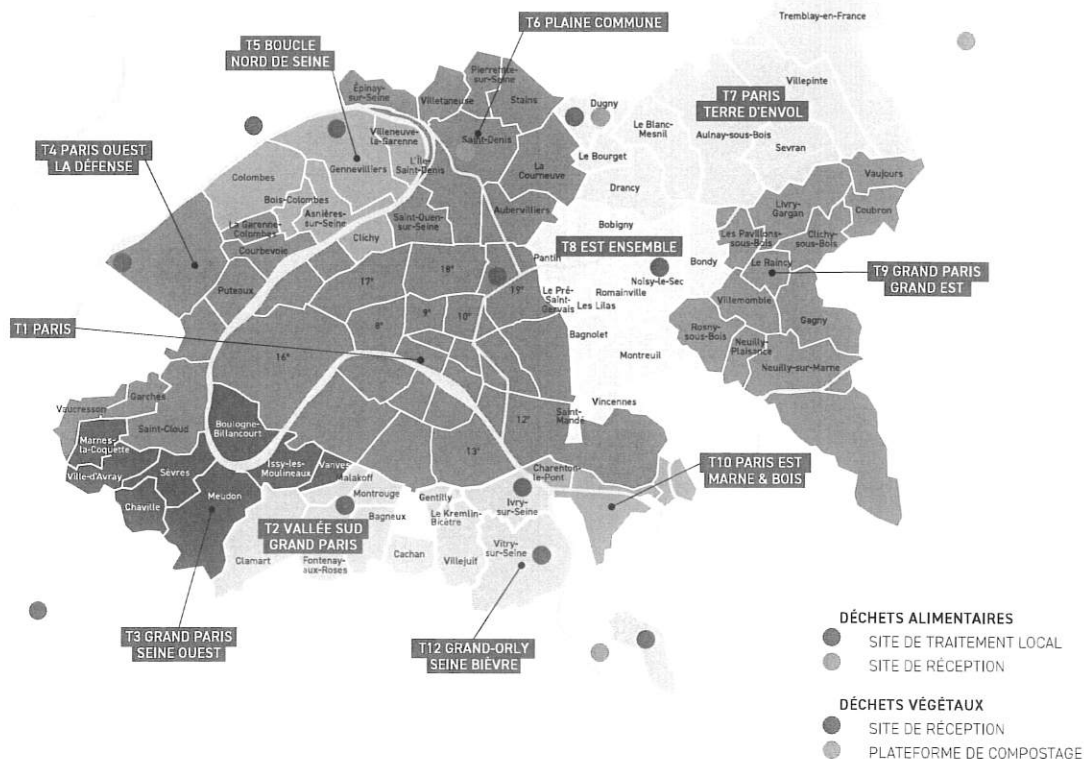 Tremblay-en-France
T6 PLAINE COMMUNE
T5 BOUCLE
NORD DE SEINE
Pierrefitte-
sur-Seine
Villepinte
Épinay-
sur-Seine
Villetaneuse
Stains
T7 PARIS
TERRE D'ENVOL
Dugny
Le Blanc-
Mesnil
Aulnay-sous-Bois
Villeneuve-
la-Garenne
Saint-Denis
Sevran
T4 PARIS OUEST
LA DÉFENSE
Gennevilliers
L'Île-
Saint-Denis
Le Bourget
La
Courneuve
Vaujours
Colombes
Drancy
Bois-Colombes
Livry-
Gargan
Coubron
Asnières-
sur-Seine
Saint-Ouen-
sur-Seine
Aubervilliers
La Garenne-
Colombes
Bobigny
Les Pavillons-
sous-Bois
Clichy-
sous-Bois
Clichy
Courbevoie
T8 EST ENSEMBLE
Pantin
Bondy
Le Raincy
T9 GRAND PARIS
GRAND EST
17e
18e
19e
Noisy-le-Sec
Puteaux
Le Pré-
Saint-
Gervais
Romainville
Les Lilas
Villemomble
T1 PARIS
8e
9e
10e
Gagny
Bagnolet
Rosny-
sous-Bois
Neuilly-
Plaisance
16e
Montreuil
Neuilly-sur-Marne
Garches
Vaucresson
Vincennes
Saint-Cloud
Boulogne-
Billancourt
Saint-
Mandé
12e
Marnes-
la-Coquette
13e
Issy-les-
Moulineaux
Vanves
Charenton-
le-Pont
T10 PARIS EST
MARNE & BOIS
Ville-d'Avray
Sèvres
Malakoff
Montrouge
Gentilly
Ivry-
sur-Seine
Chaville
Meudon
Bagneux
Le Kremlin-
Bicêtre
T2 VALLÉE SUD
GRAND PARIS
Vitry-
sur-Seine
Clamart
Fontenay-
aux-Roses
Cachan
Villejuif
T3 GRAND PARIS
SEINE OUEST
T12 GRAND-ORLY
SEINE BIÈVRE
DÉCHETS ALIMENTAIRES
SITE DE TRAITEMENT LOCAL
SITE DE RÉCEPTION
DÉCHETS VÉGÉTAUX
SITE DE RÉCEPTION
PLATEFORME DE COMPOSTAGE